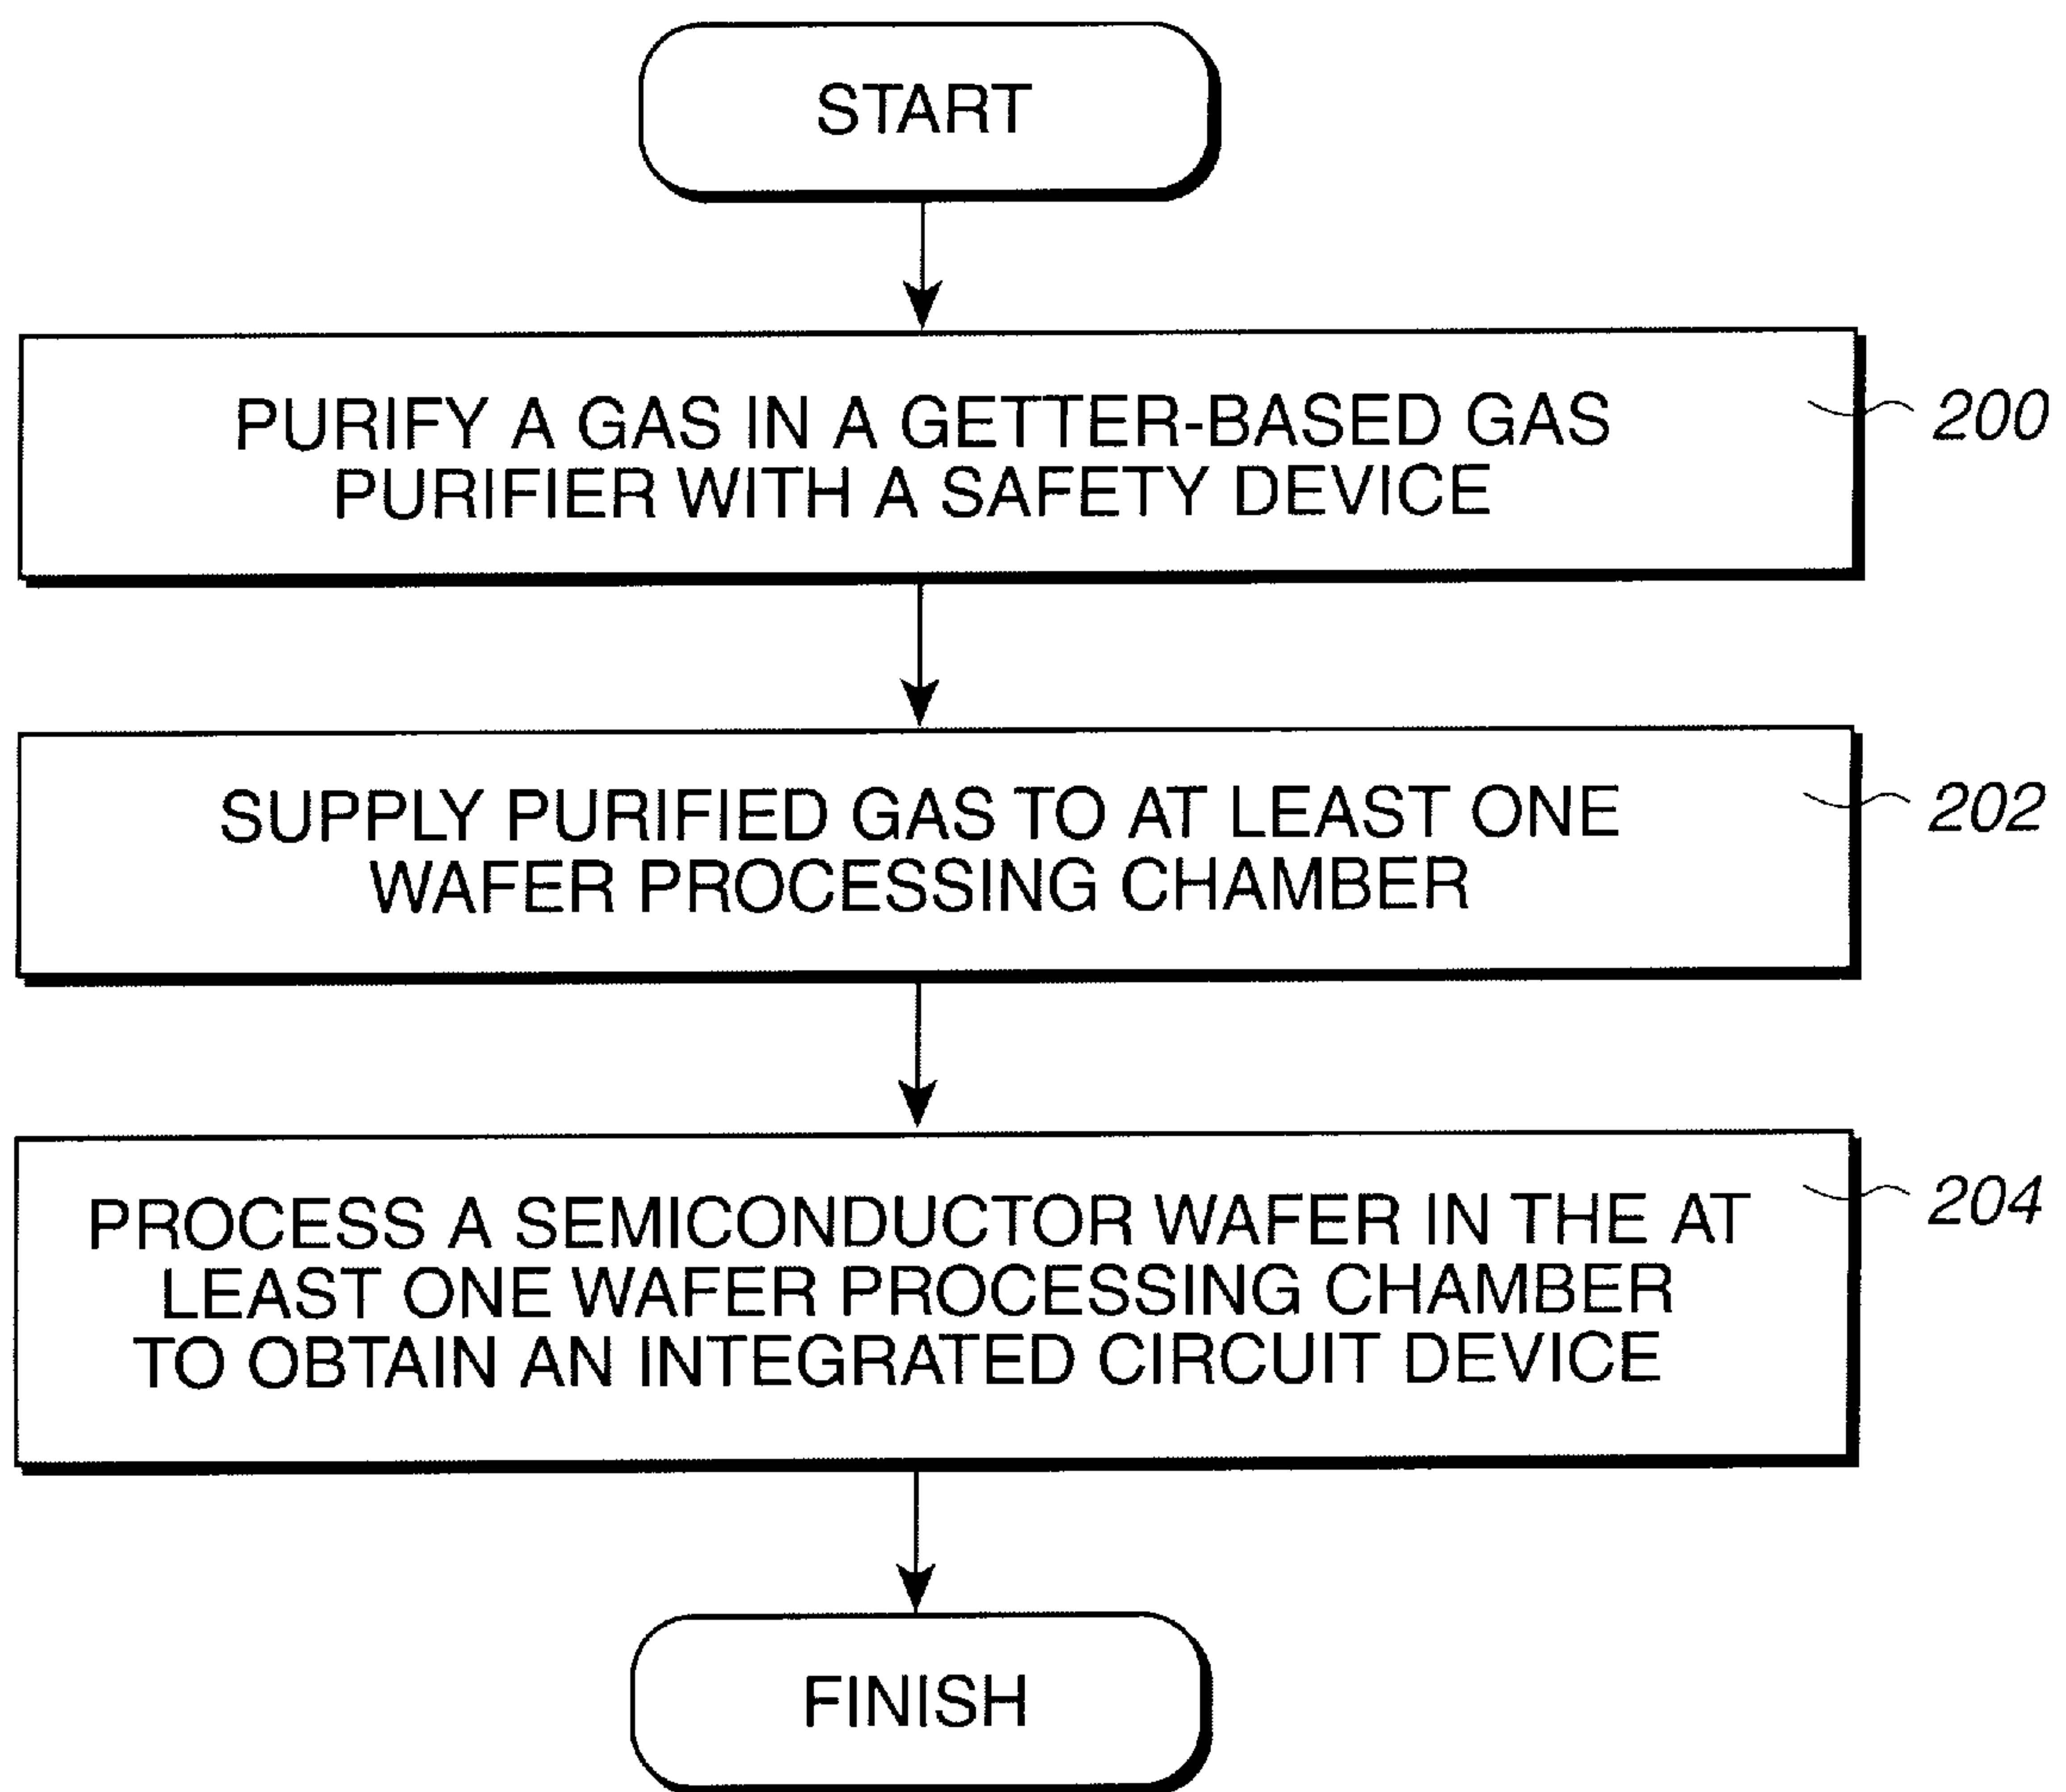 START
PURIFY A GAS IN A GETTER-BASED GAS
PURIFIER WITH A SAFETY DEVICE
200
SUPPLY PURIFIED GAS TO AT LEAST ONE
WAFER PROCESSING CHAMBER
202
PROCESS A SEMICONDUCTOR WAFER IN THE AT
LEAST ONE WAFER PROCESSING CHAMBER
TO OBTAIN AN INTEGRATED CIRCUIT DEVICE
204
FINISH